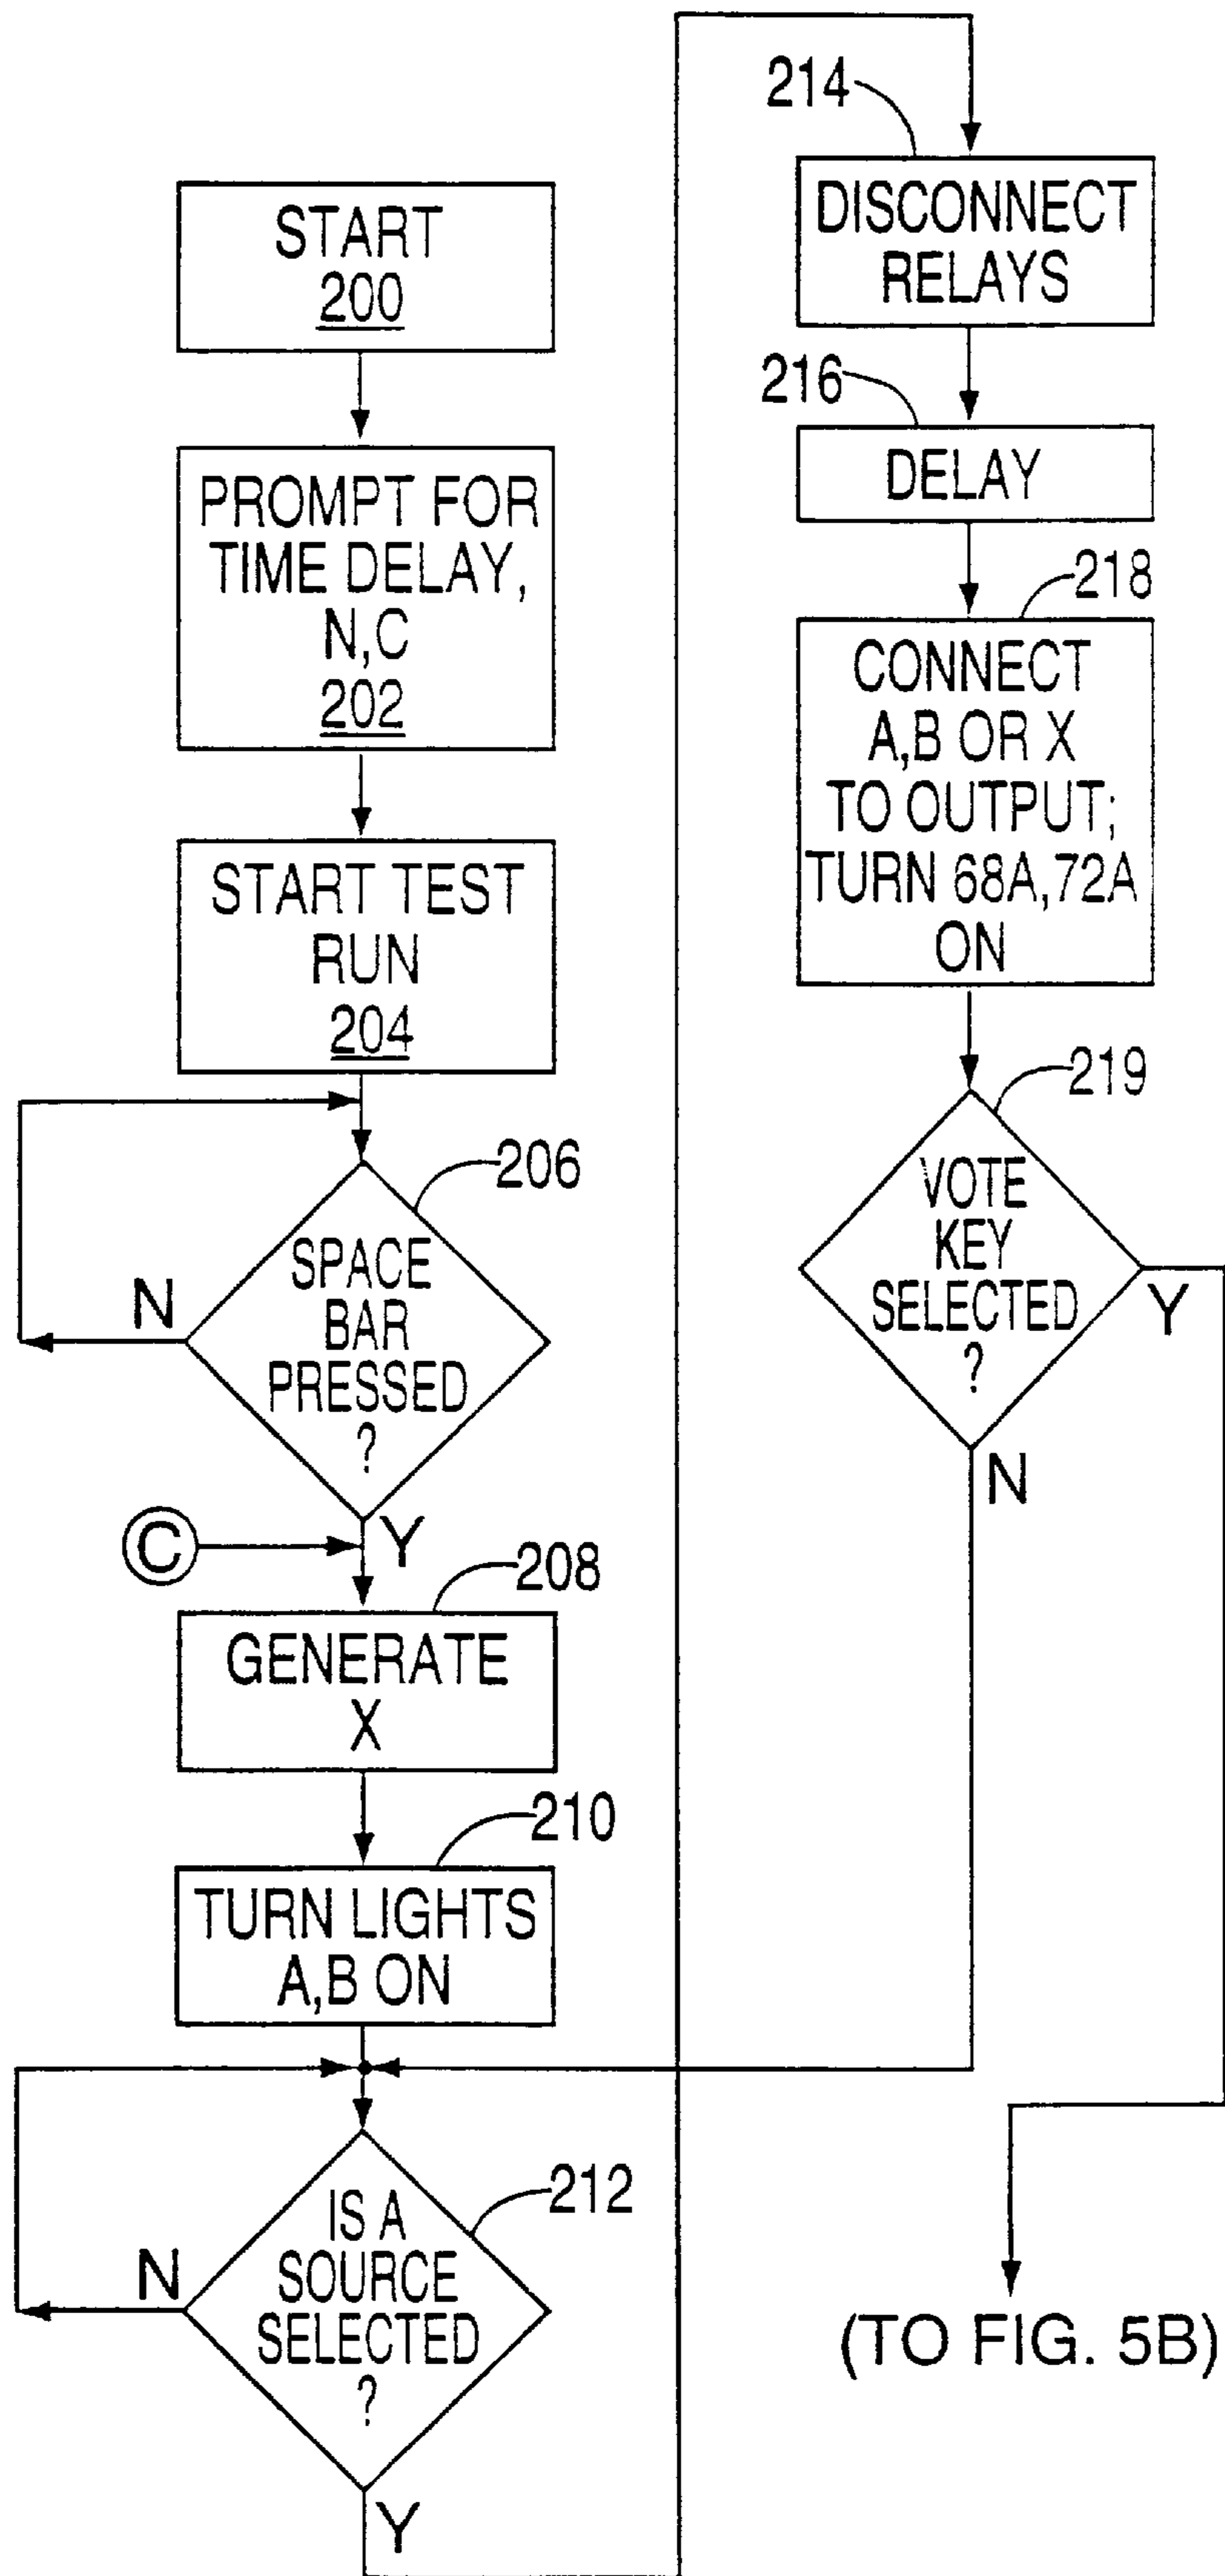 START
200
PROMPT FOR
TIME DELAY,
N,C
202
START TEST
RUN
204
206
SPACE
BAR
PRESSED
?
N
Y
C
208
GENERATE
X
210
TURN LIGHTS
A,B ON
212
IS A
SOURCE
SELECTED
?
N
Y
214
DISCONNECT
RELAYS
216
DELAY
218
CONNECT
A,B OR X
TO OUTPUT;
TURN 68A,72A
ON
219
VOTE
KEY
SELECTED
?
Y
N
(TO FIG. 5B)